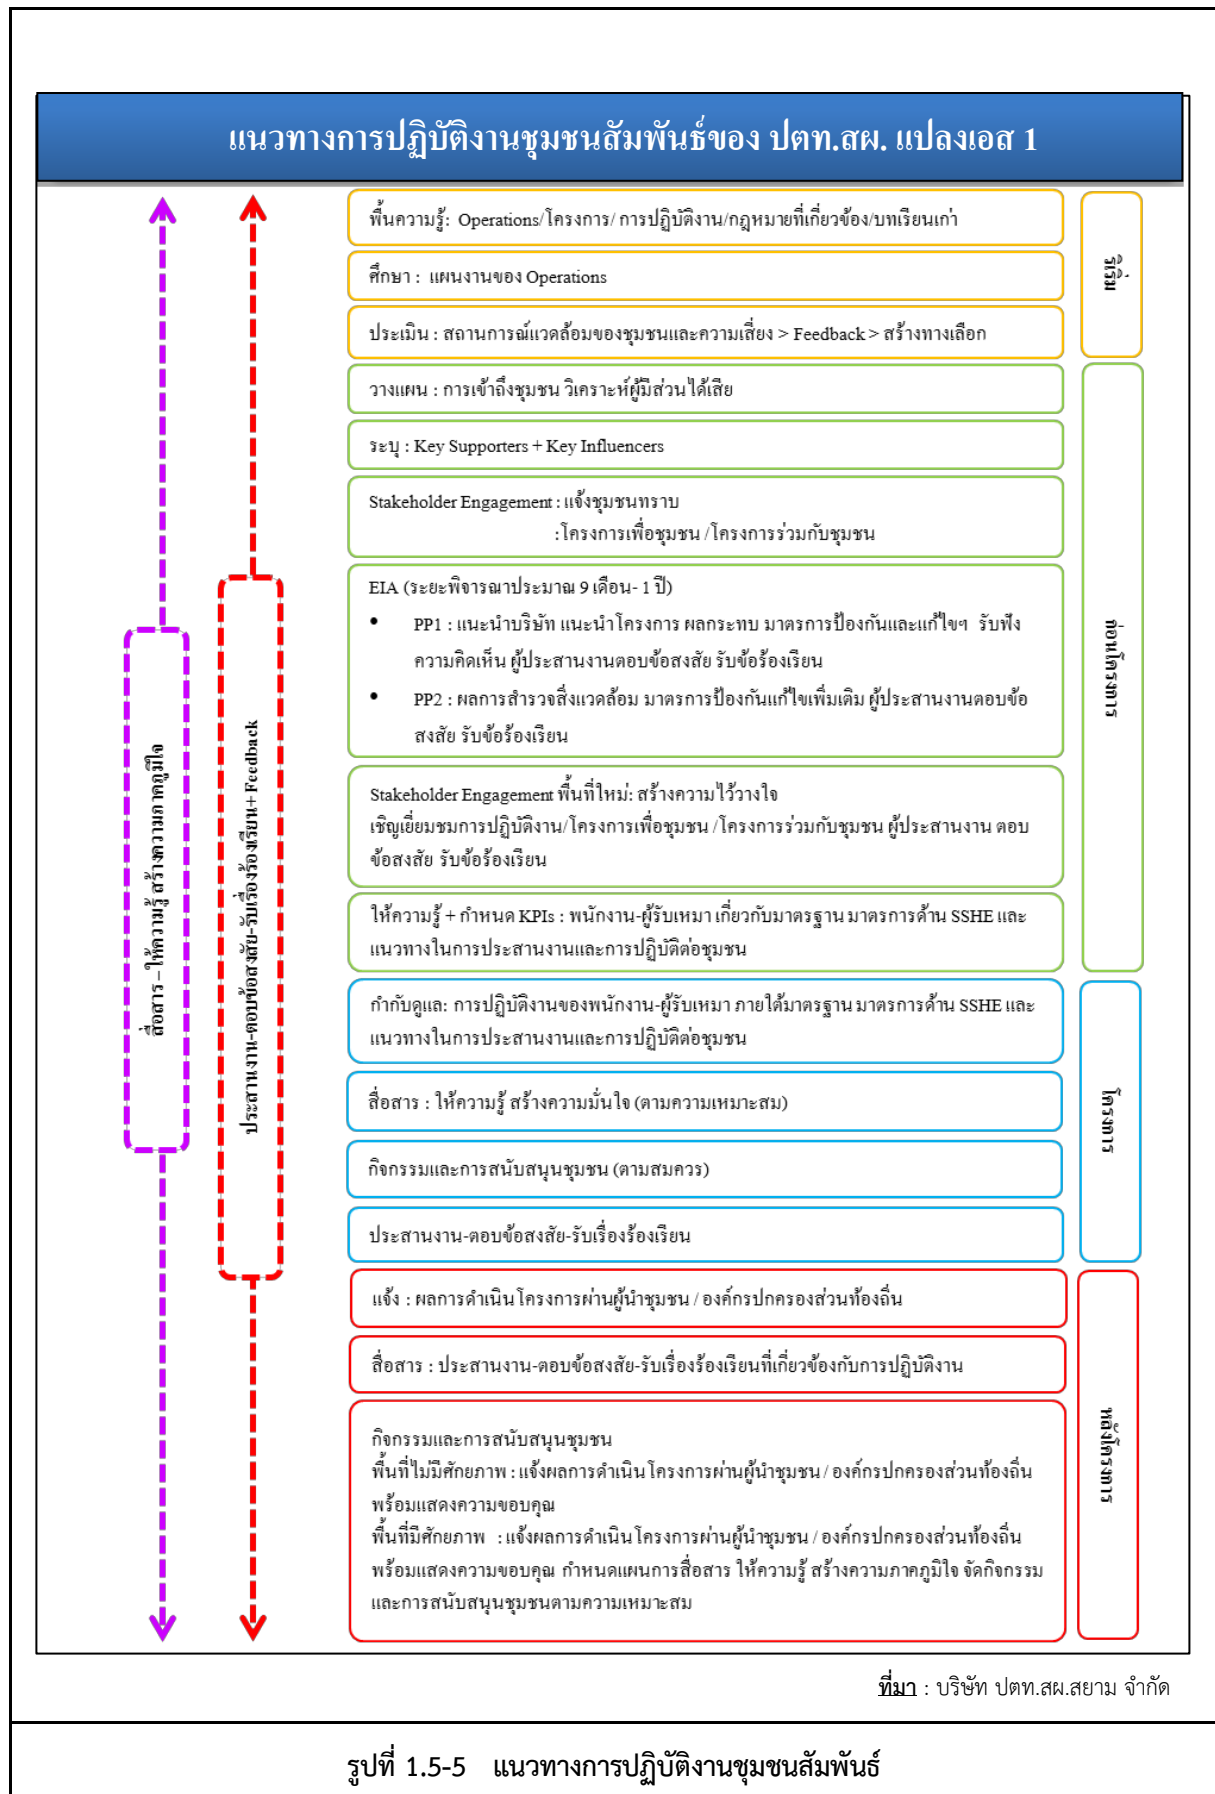 แนวทางการปฏิบัติงานชุมชนสัมพันธ์ของ ปตท.สผ. แปลงเอส 1
พื้นความรู้: Operations/โครงการ/ การปฏิบัติงาน/กฎหมายที่เกี่ยวข้อง/บทเรียนเก่า
ศึกษา : แผนงานของ Operations
ประเมิน : สถานการณ์แวดล้อมของชุมชนและความเสี่ยง > Feedback > สร้างทางเลือก
ริเริ่ม
วางแผน : การเข้าถึงชุมชน วิเคราะห์ผู้มีส่วนได้เสีย
ระบุ : Key Supporters + Key Influencers
Stakeholder Engagement : แจ้งชุมชนทราบ
:โครงการเพื่อชุมชน /โครงการร่วมกับชุมชน
EIA (ระยะพิจารณาประมาณ 9 เดือน- 1 ปี)
• PP1 : แนะนำบริษัท แนะนำโครงการ ผลกระทบ มาตรการป้องกันและแก้ไขฯ รับฟัง
ความคิดเห็น ผู้ประสานงานตอบข้อสงสัย รับข้อร้องเรียน
• PP2 : ผลการสำรวจสิ่งแวดล้อม มาตรการป้องกันแก้ไขเพิ่มเติม ผู้ประสานงานตอบข้อ
สงสัย รับข้อร้องเรียน
Stakeholder Engagement พื้นที่ใหม่: สร้างความไว้วางใจ
เชิญเยี่ยมชมการปฏิบัติงาน/โครงการเพื่อชุมชน /โครงการร่วมกับชุมชน ผู้ประสานงาน ตอบ
ข้อสงสัย รับข้อร้องเรียน
ให้ความรู้ + กำหนด KPIs : พนักงาน-ผู้รับเหมา เกี่ยวกับมาตรฐาน มาตรการด้าน SSHE และ
แนวทางในการประสานงานและการปฏิบัติต่อชุมชน
ก่อนโครงการ
กำกับดูแล: การปฏิบัติงานของพนักงาน-ผู้รับเหมา ภายใต้มาตรฐาน มาตรการด้าน SSHE และ
แนวทางในการประสานงานและการปฏิบัติต่อชุมชน
สื่อสาร : ให้ความรู้ สร้างความมั่นใจ (ตามความเหมาะสม)
กิจกรรมและการสนับสนุนชุมชน (ตามสมควร)
ประสานงาน-ตอบข้อสงสัย-รับเรื่องร้องเรียน
โครงการ
แจ้ง : ผลการดำเนินโครงการผ่านผู้นำชุมชน / องค์กรปกครองส่วนท้องถิ่น
สื่อสาร : ประสานงาน-ตอบข้อสงสัย-รับเรื่องร้องเรียนที่เกี่ยวข้องกับการปฏิบัติงาน
กิจกรรมและการสนับสนุนชุมชน
พื้นที่ไม่มีศักยภาพ : แจ้งผลการดำเนินโครงการผ่านผู้นำชุมชน / องค์กรปกครองส่วนท้องถิ่น
พร้อมแสดงความขอบคุณ
พื้นที่มีศักยภาพ : แจ้งผลการดำเนินโครงการผ่านผู้นำชุมชน / องค์กรปกครองส่วนท้องถิ่น
พร้อมแสดงความขอบคุณ กำหนดแผนการสื่อสาร ให้ความรู้ สร้างความภาคภูมิใจ จัดกิจกรรม
และการสนับสนุนชุมชนตามความเหมาะสม
หลังโครงการ
สื่อสาร – ให้ความรู้ สร้างความภาคภูมิใจ
ประสานงาน-ตอบข้อสงสัย-รับเรื่องร้องเรียน+ Feedback
ที่มา : บริษัท ปตท.สผ.สยาม จำกัด
รูปที่ 1.5-5 แนวทางการปฏิบัติงานชุมชนสัมพันธ์